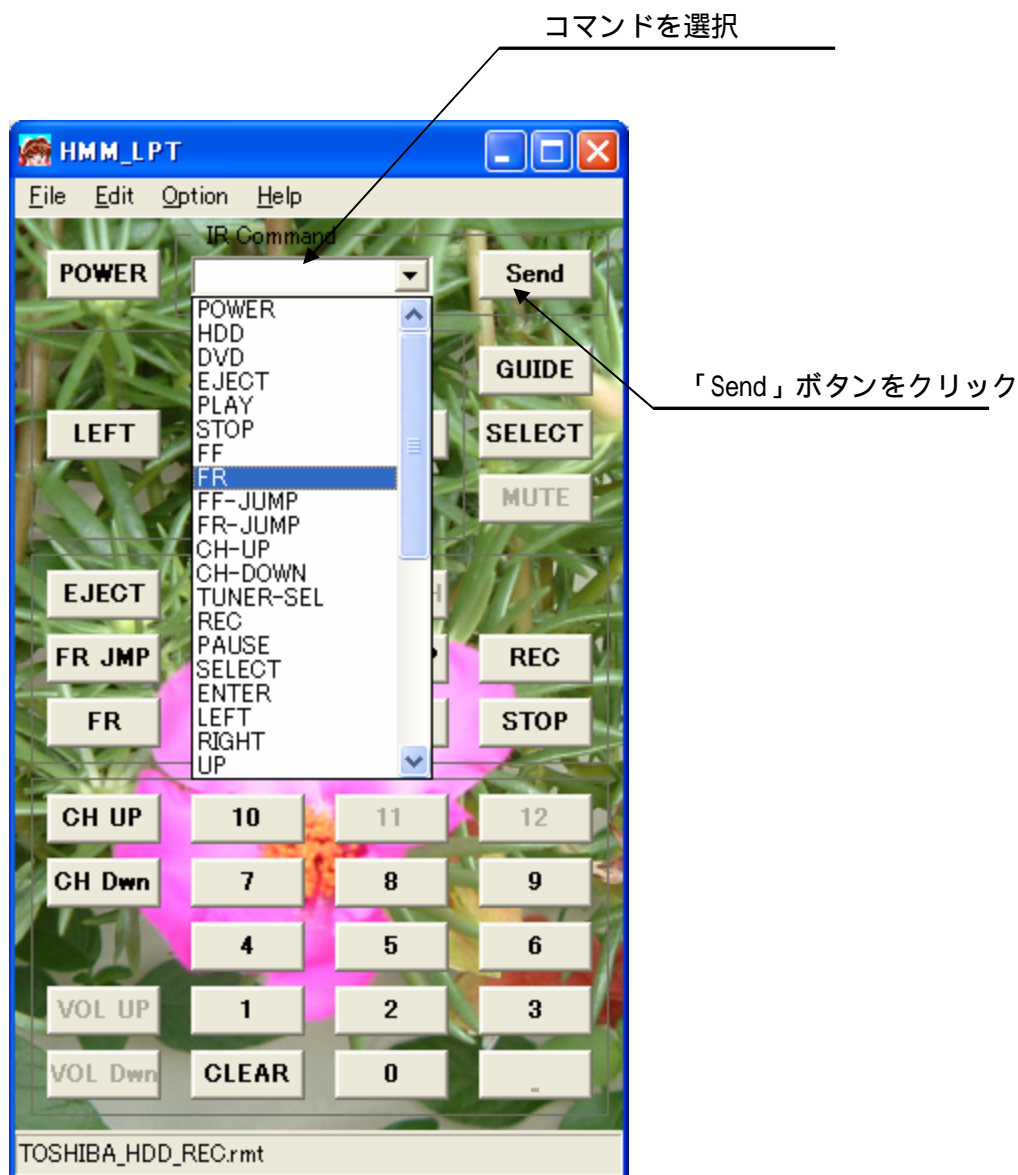 コマンドを選択
HMM_LPT
File Edit Option Help
IR Command
POWER
Send
POWER
HDD
DVD
EJECT
PLAY
STOP
FF
FR
FF-JUMP
FR-JUMP
CH-UP
CH-DOWN
TUNER-SEL
REC
PAUSE
SELECT
ENTER
LEFT
RIGHT
UP
GUIDE
「Send」ボタンをクリック
LEFT
SELECT
MUTE
EJECT
FR JMP
REC
FR
STOP
CH UP 10 11 12
CH Dwn 7 8 9
4 5 6
VOL UP 1 2 3
VOL Dwn CLEAR 0 -
TOSHIBA_HDD_REC.rmt